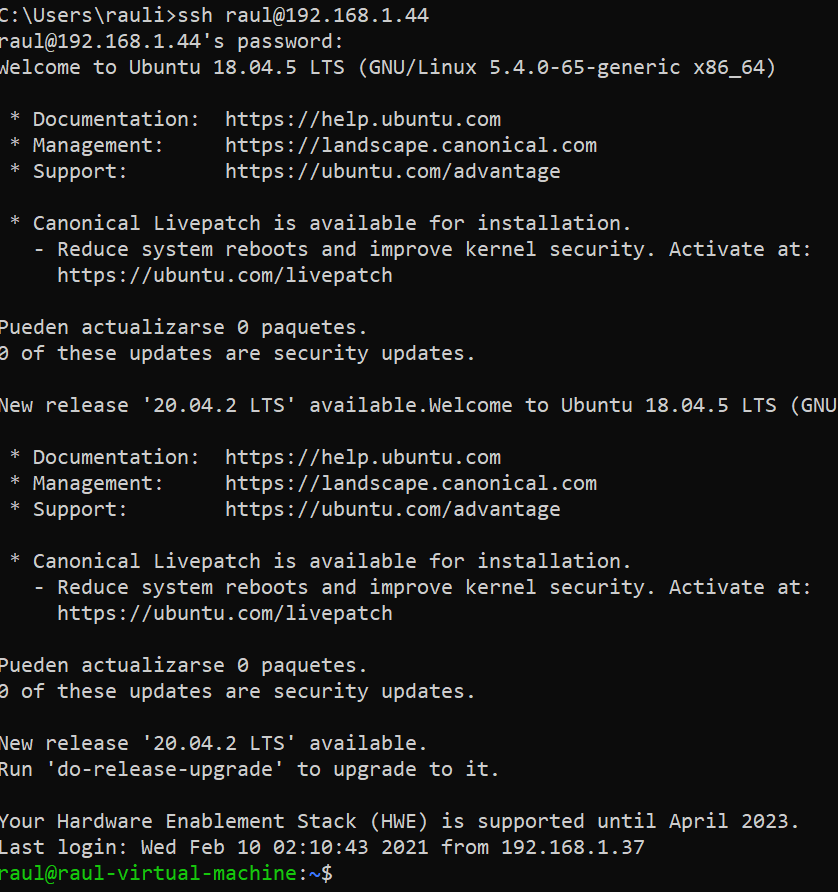 C:\Users\rauli>ssh raul@192.168.1.44
raul@192.168.1.44's password:
Welcome to Ubuntu 18.04.5 LTS (GNU/Linux 5.4.0-65-generic x86_64)
* Documentation: https://help.ubuntu.com
* Management: https://landscape.canonical.com
* Support: https://ubuntu.com/advantage
* Canonical Livepatch is available for installation.
- Reduce system reboots and improve kernel security. Activate at:
https://ubuntu.com/livepatch
Pueden actualizarse 0 paquetes.
0 of these updates are security updates.
New release '20.04.2 LTS' available.Welcome to Ubuntu 18.04.5 LTS (GNU
* Documentation: https://help.ubuntu.com
* Management: https://landscape.canonical.com
* Support: https://ubuntu.com/advantage
* Canonical Livepatch is available for installation.
- Reduce system reboots and improve kernel security. Activate at:
https://ubuntu.com/livepatch
Pueden actualizarse 0 paquetes.
0 of these updates are security updates.
New release '20.04.2 LTS' available.
Run 'do-release-upgrade' to upgrade to it.
Your Hardware Enablement Stack (HWE) is supported until April 2023.
Last login: Wed Feb 10 02:10:43 2021 from 192.168.1.37
raul@raul-virtual-machine:~$